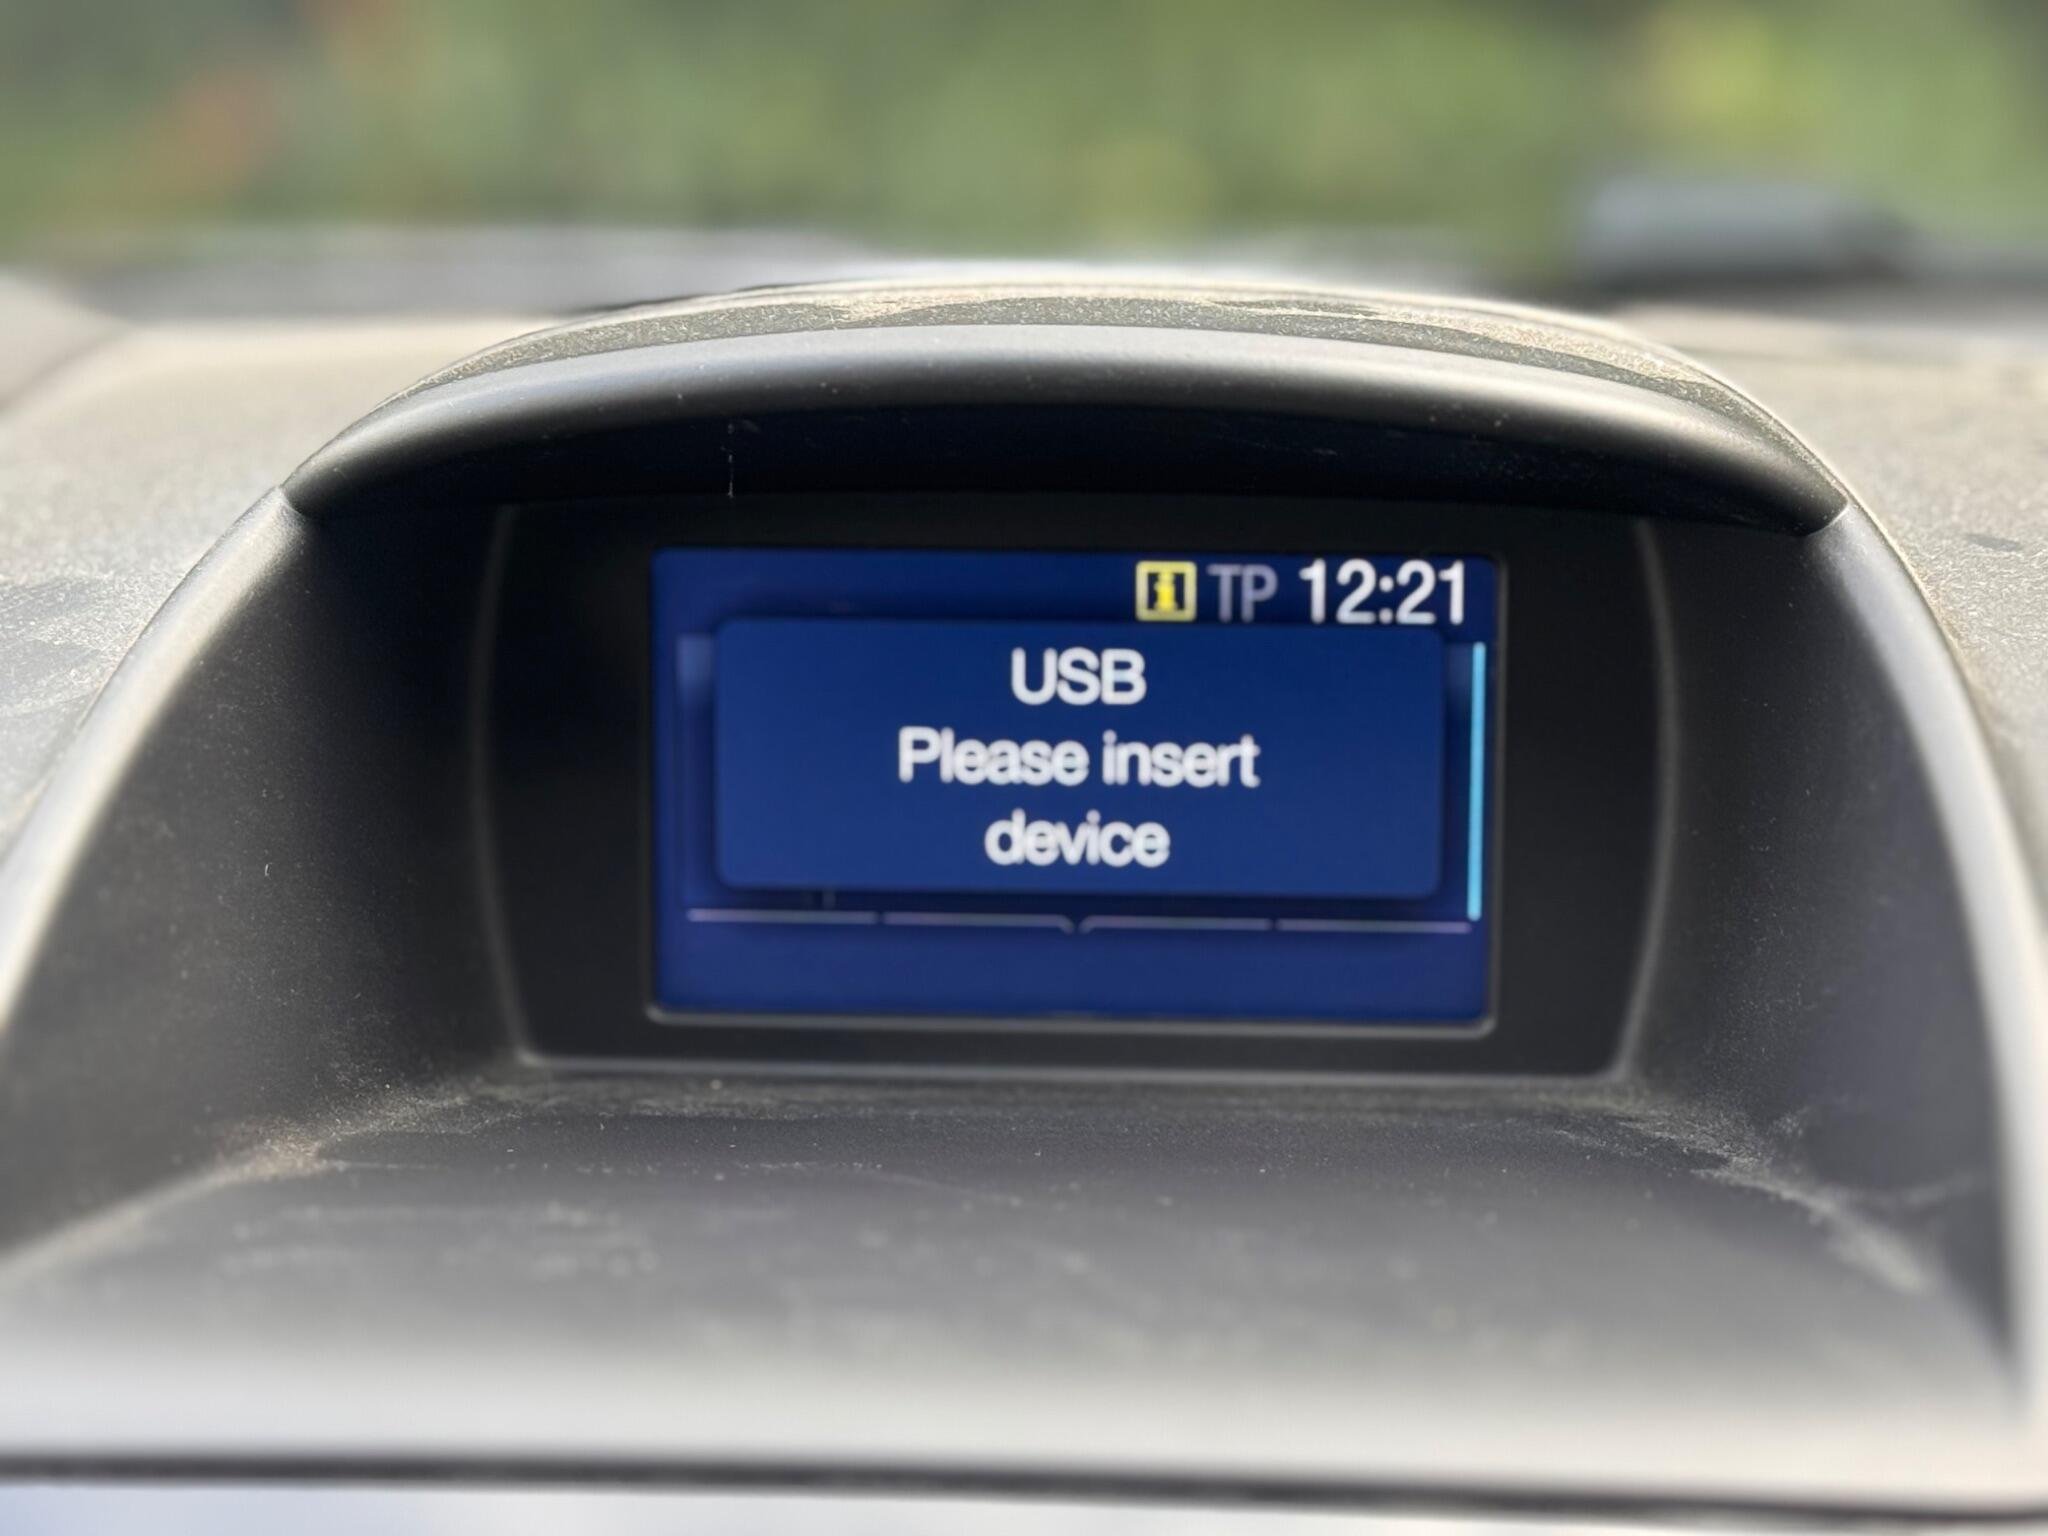 i TP 12:21
USB
Please insert
device